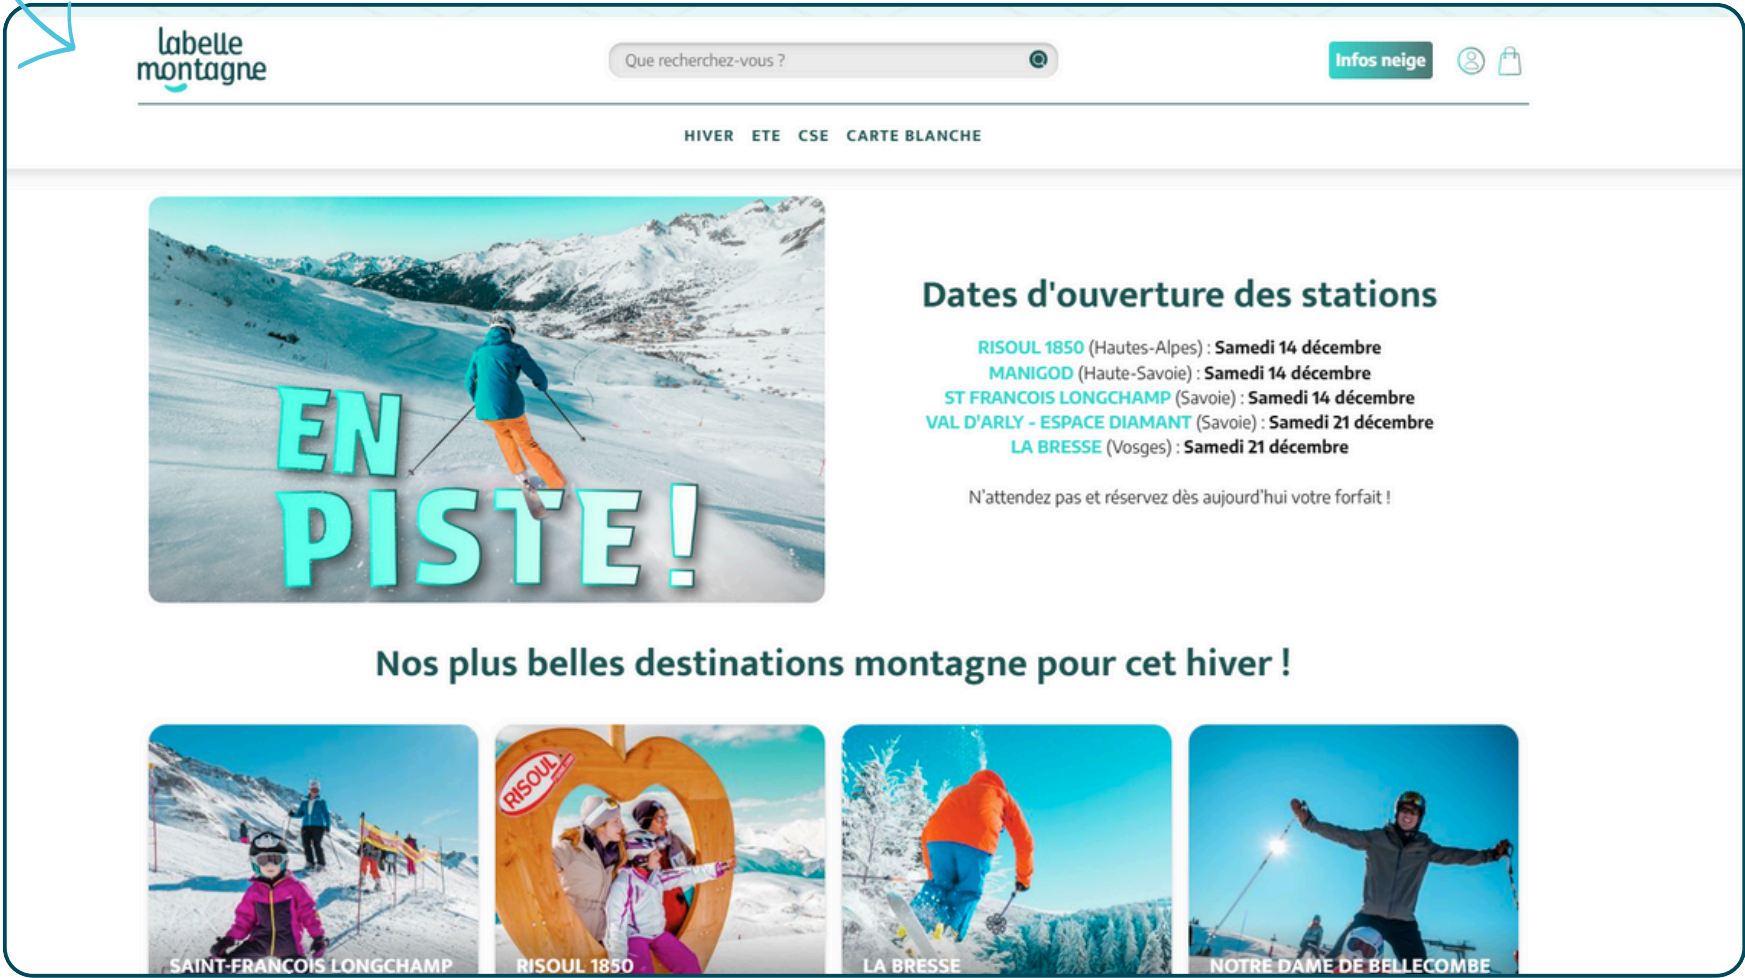 labelle
montagne
Que recherchez-vous ?
Infos neige
HIVER ETE CSE CARTE BLANCHE
EN
PISTE!
Dates d'ouverture des stations
RISOUL 1850 (Hautes-Alpes) : Samedi 14 décembre
MANIGOD (Haute-Savoie) : Samedi 14 décembre
ST FRANCOIS LONGCHAMP (Savoie) : Samedi 14 décembre
VAL D'ARLY - ESPACE DIAMANT (Savoie) : Samedi 21 décembre
LA BRESSE (Vosges) : Samedi 21 décembre
N'attendez pas et réservez dès aujourd'hui votre forfait !
Nos plus belles destinations montagne pour cet hiver !
RISOUL
SAINT-FRANÇOIS LONGCHAMP
RISOUL 1850
LA BRESSE
NOTRE DAME DE BELLECOMBE